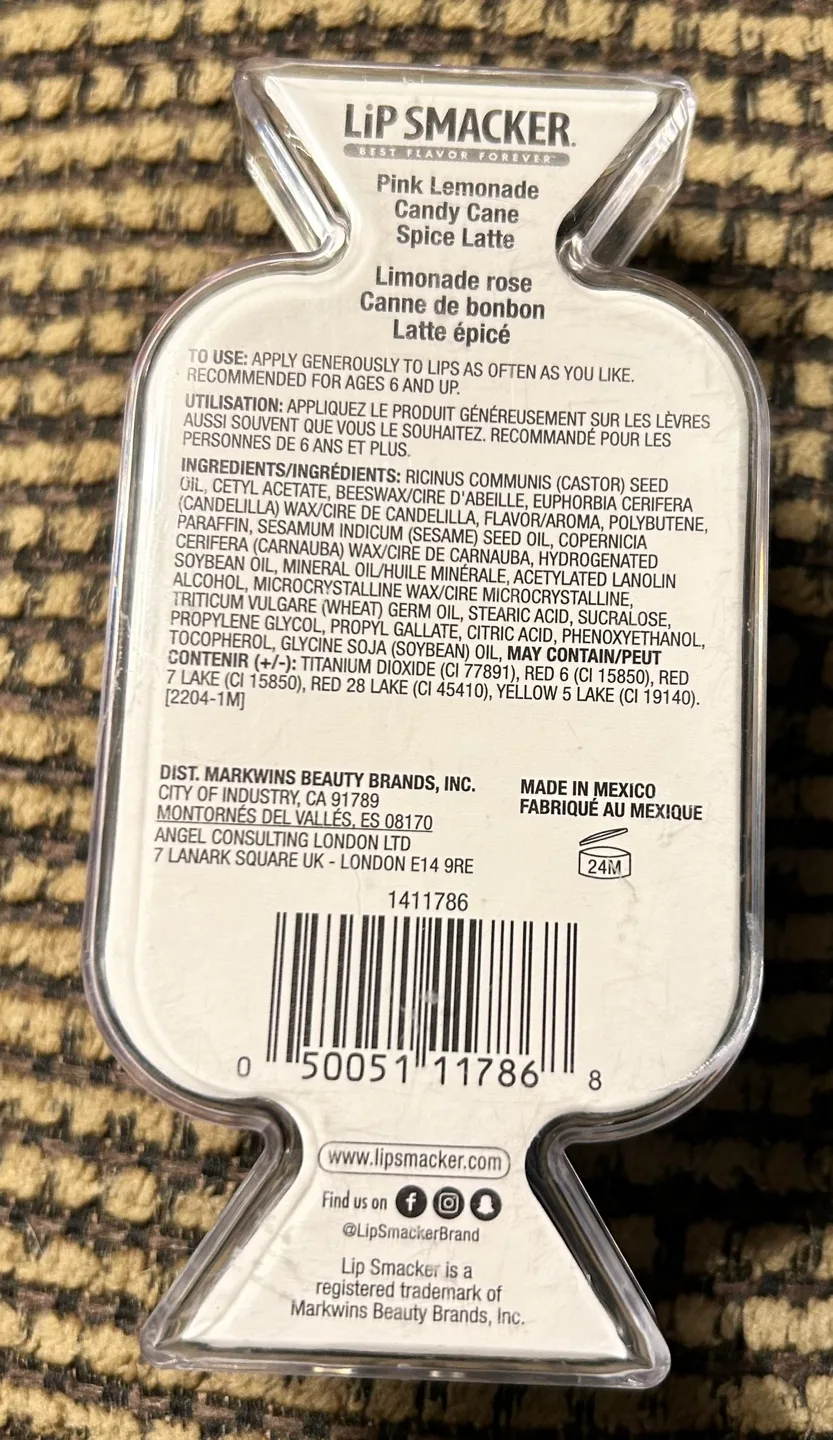 LiP SMACKER.
BEST FLAVOR FOREVER™
Pink Lemonade
Candy Cane
Spice Latte
Limonade rose
Canne de bonbon
Latte épicé
TO USE: APPLY GENEROUSLY TO LIPS AS OFTEN AS YOU LIKE.
RECOMMENDED FOR AGES 6 AND UP.
UTILISATION: APPLIQUEZ LE PRODUIT GÉNÉREUSEMENT SUR LES LÈVRES
AUSSI SOUVENT QUE VOUS LE SOUHAITEZ. RECOMMANDÉ POUR LES
PERSONNES DE 6 ANS ET PLUS.
INGREDIENTS/INGRÉDIENTS: RICINUS COMMUNIS (CASTOR) SEED
OIL, CETYL ACETATE, BEESWAX/CIRE D'ABEILLE, EUPHORBIA CERIFERA
(CANDELILLA) WAX/CIRE DE CANDELILLA, FLAVOR/AROMA, POLYBUTENE,
PARAFFIN, SESAMUM INDICUM (SESAME) SEED OIL, COPERNICIA
CERIFERA (CARNAUBA) WAX/CIRE DE CARNAUBA, HYDROGENATED
SOYBEAN OIL, MINERAL OIL/HUILE MINÉRALE, ACETYLATED LANOLIN
ALCOHOL, MICROCRYSTALLINE WAX/CIRE MICROCRYSTALLINE,
TRITICUM VULGARE (WHEAT) GERM OIL, STEARIC ACID, SUCRALOSE,
PROPYLENE GLYCOL, PROPYL GALLATE, CITRIC ACID, PHENOXYETHANOL,
TOCOPHEROL, GLYCINE SOJA (SOYBEAN) OIL, MAY CONTAIN/PEUT
CONTENIR (+/-): TITANIUM DIOXIDE (CI 77891), RED 6 (CI 15850), RED
7 LAKE (CI 15850), RED 28 LAKE (CI 45410), YELLOW 5 LAKE (CI 19140).
[2204-1M]
DIST. MARKWINS BEAUTY BRANDS, INC.
CITY OF INDUSTRY, CA 91789
MONTORNÉS DEL VALLÉS, ES 08170
ANGEL CONSULTING LONDON LTD
7 LANARK SQUARE UK - LONDON E14 9RE
MADE IN MEXICO
FABRIQUÉ AU MEXIQUE
24M
1411786
0 50051 11786 8
www.lipsmacker.com
Find us on
@LipSmackerBrand
Lip Smacker is a
registered trademark of
Markwins Beauty Brands, Inc.